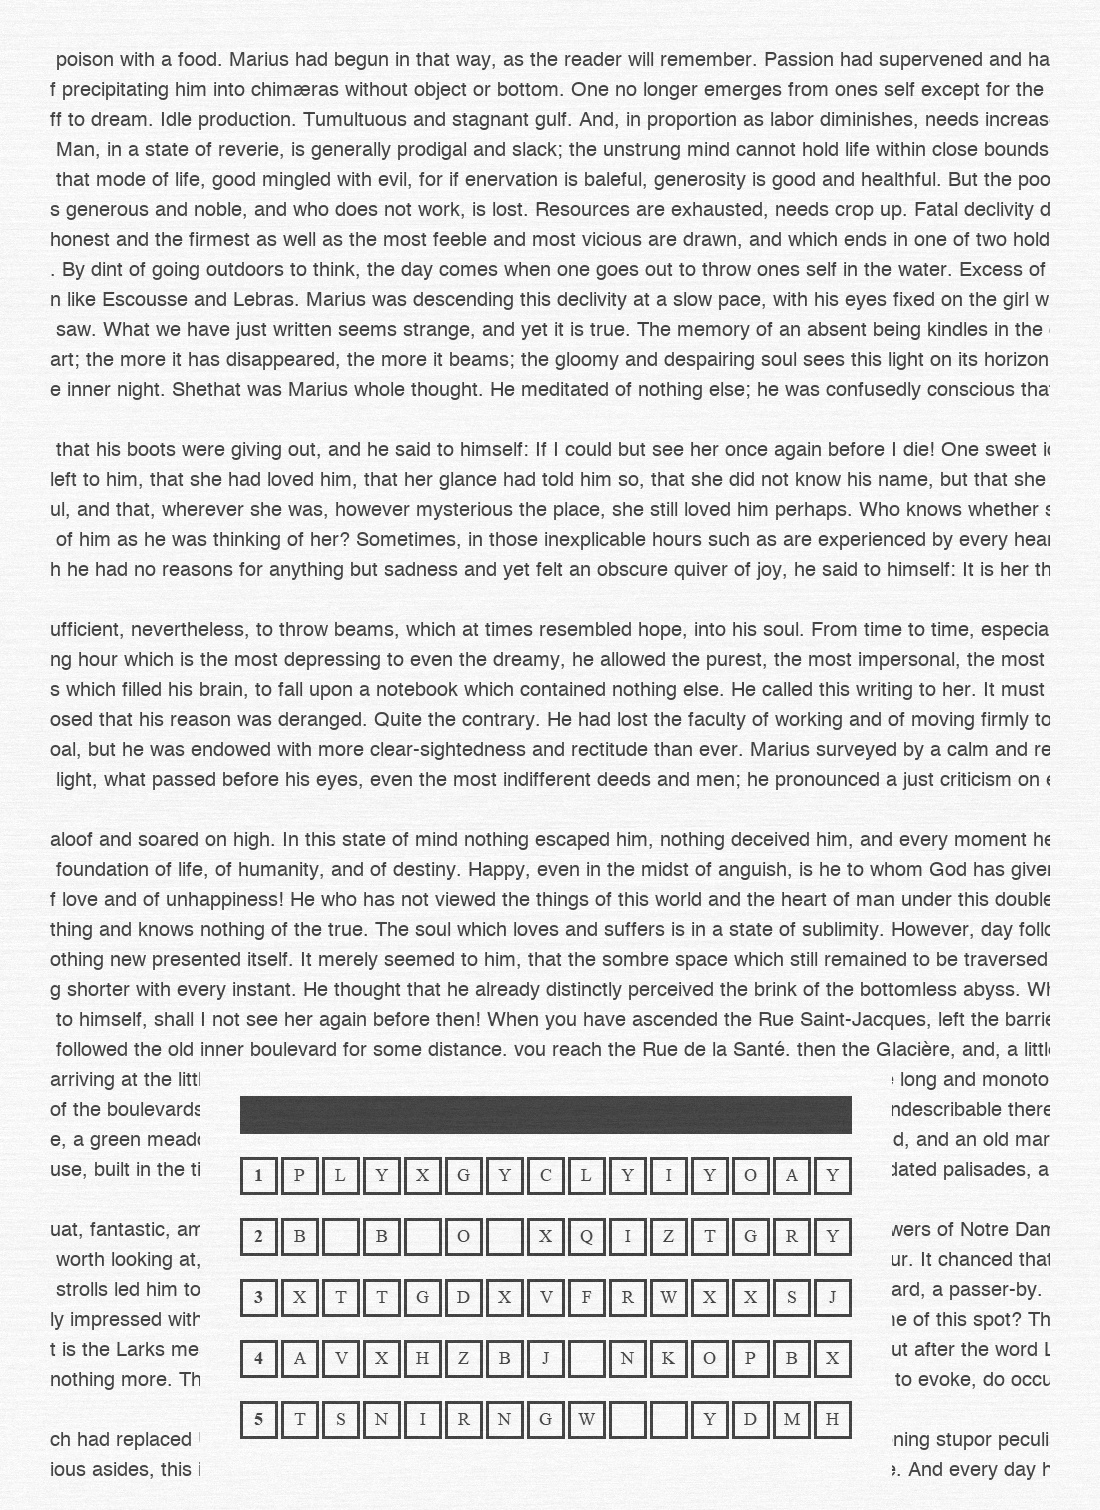 poison with a food. Marius had begun in that way, as the reader will remember. Passion had supervened and ha
f precipitating him into chimæras without object or bottom. One no longer emerges from ones self except for the
ff to dream. Idle production. Tumultuous and stagnant gulf. And, in proportion as labor diminishes, needs increas
Man, in a state of reverie, is generally prodigal and slack; the unstrung mind cannot hold life within close bounds
that mode of life, good mingled with evil, for if enervation is baleful, generosity is good and healthful. But the poo
s generous and noble, and who does not work, is lost. Resources are exhausted, needs crop up. Fatal declivity d
honest and the firmest as well as the most feeble and most vicious are drawn, and which ends in one of two hold
. By dint of going outdoors to think, the day comes when one goes out to throw ones self in the water. Excess of
n like Escousse and Lebras. Marius was descending this declivity at a slow pace, with his eyes fixed on the girl w
saw. What we have just written seems strange, and yet it is true. The memory of an absent being kindles in the
art; the more it has disappeared, the more it beams; the gloomy and despairing soul sees this light on its horizon
e inner night. Shethat was Marius whole thought. He meditated of nothing else; he was confusedly conscious tha
that his boots were giving out, and he said to himself: If I could but see her once again before I die! One sweet i
left to him, that she had loved him, that her glance had told him so, that she did not know his name, but that she
ul, and that, wherever she was, however mysterious the place, she still loved him perhaps. Who knows whether s
of him as he was thinking of her? Sometimes, in those inexplicable hours such as are experienced by every hear
h he had no reasons for anything but sadness and yet felt an obscure quiver of joy, he said to himself: It is her th
ufficient, nevertheless, to throw beams, which at times resembled hope, into his soul. From time to time, especia
ng hour which is the most depressing to even the dreamy, he allowed the purest, the most impersonal, the most
s which filled his brain, to fall upon a notebook which contained nothing else. He called this writing to her. It must
osed that his reason was deranged. Quite the contrary. He had lost the faculty of working and of moving firmly to
oal, but he was endowed with more clear-sightedness and rectitude than ever. Marius surveyed by a calm and re
light, what passed before his eyes, even the most indifferent deeds and men; he pronounced a just criticism on e
aloof and soared on high. In this state of mind nothing escaped him, nothing deceived him, and every moment he
foundation of life, of humanity, and of destiny. Happy, even in the midst of anguish, is he to whom God has given
f love and of unhappiness! He who has not viewed the things of this world and the heart of man under this double
thing and knows nothing of the true. The soul which loves and suffers is in a state of sublimity. However, day follo
othing new presented itself. It merely seemed to him, that the sombre space which still remained to be traversed
g shorter with every instant. He thought that he already distinctly perceived the brink of the bottomless abyss. Wh
to himself, shall I not see her again before then! When you have ascended the Rue Saint-Jacques, left the barrie
followed the old inner boulevard for some distance, you reach the Rue de la Santé, then the Glacière, and, a little
arriving at the littl long and monoto
of the boulevards ndescribable there
e, a green meado d, and an old mar
use, built in the ti dated palisades, a
1 P L Y X G Y C L Y I Y O A Y
uat, fantastic, am wers of Notre Dam
2 B B O X Q I Z T G R Y
worth looking at, ur. It chanced that
strolls led him to ard, a passer-by.
3 X T T G D X V F R W X X S J
ly impressed with ne of this spot? Th
t is the Larks me ut after the word L
4 A V X H Z B J N K O P B X
nothing more. Th to evoke, do occu
5 T S N I R N G W Y D M H
ch had replaced ning stupor peculi
ious asides, this i e. And every day h